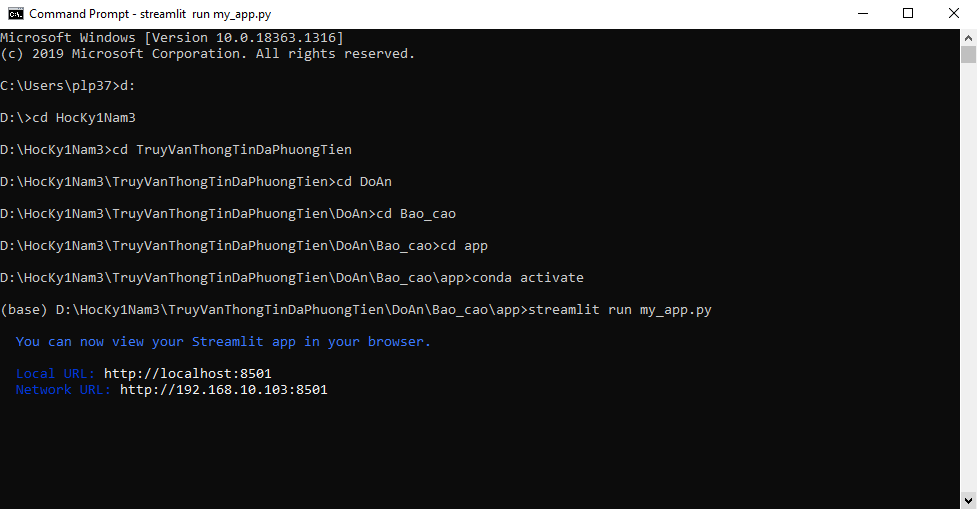 Command Prompt - streamlit  run my_app.py
Microsoft Windows [Version 10.0.18363.1316]
(c) 2019 Microsoft Corporation. All rights reserved.
C:\Users\plp37>d:
D:\>cd HocKy1Nam3
D:\HocKy1Nam3>cd TruyVanThongTinDaPhuongTien
D:\HocKy1Nam3\TruyVanThongTinDaPhuongTien>cd DoAn
D:\HocKy1Nam3\TruyVanThongTinDaPhuongTien\DoAn>cd Bao_cao
D:\HocKy1Nam3\TruyVanThongTinDaPhuongTien\DoAn\Bao_cao>cd app
D:\HocKy1Nam3\TruyVanThongTinDaPhuongTien\DoAn\Bao_cao\app>conda activate
(base) D:\HocKy1Nam3\TruyVanThongTinDaPhuongTien\DoAn\Bao_cao\app>streamlit run my_app.py
You can now view your Streamlit app in your browser.
Local URL: http://localhost:8501
Network URL: http://192.168.10.103:8501